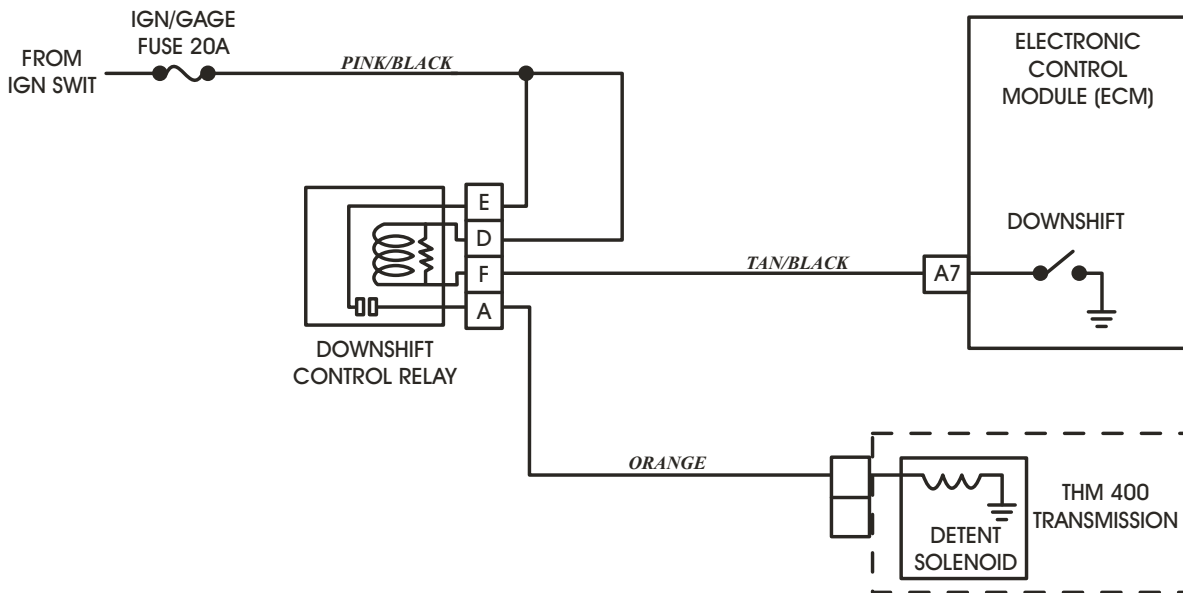 IGN/GAGE
FUSE 20A
FROM
IGN SWIT
PINK/BLACK
ELECTRONIC
CONTROL
MODULE (ECM)
E
D
F
A
DOWNSHIFT
TAN/BLACK
A7
DOWNSHIFT
CONTROL RELAY
ORANGE
THM 400
TRANSMISSION
DETENT
SOLENOID